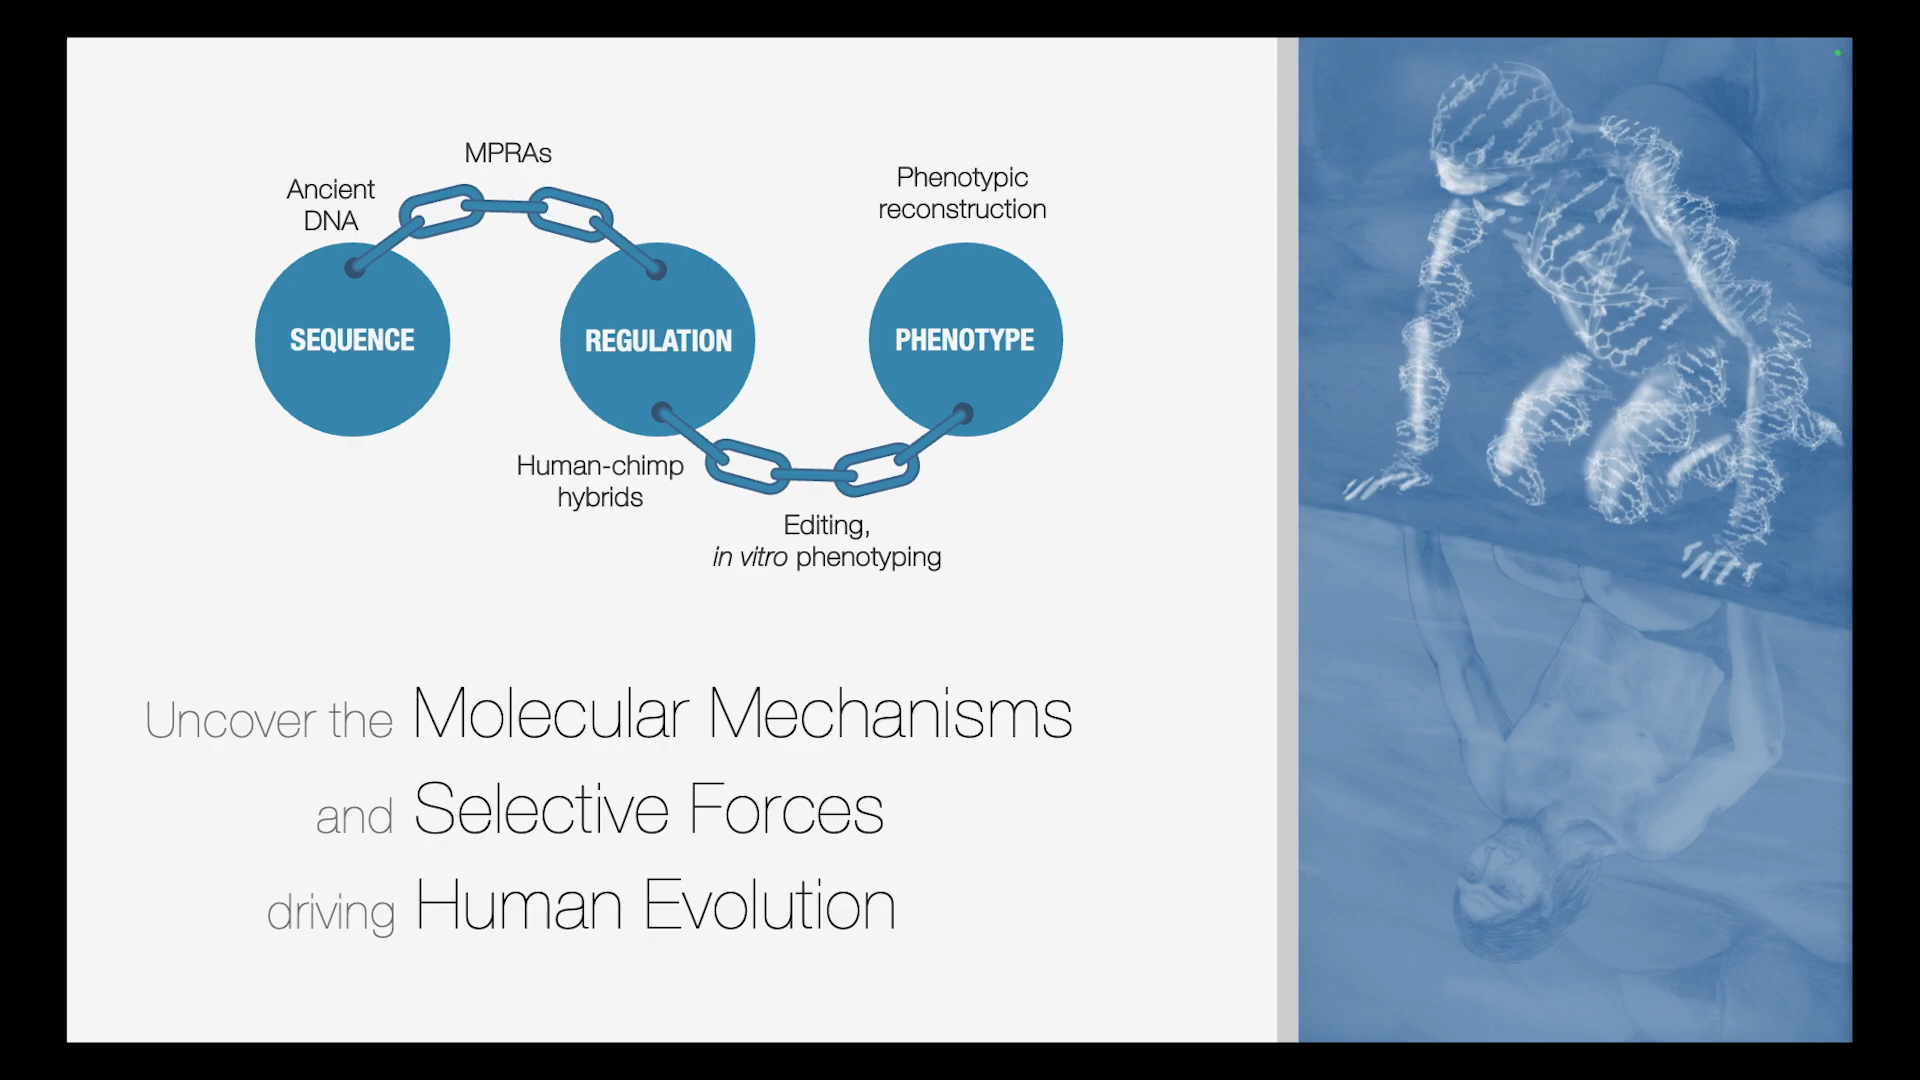 MPRAs
Ancient
DNA
Phenotypic
reconstruction
SEQUENCE
REGULATION
PHENOTYPE
Human-chimp
hybrids
Editing,
in vitro phenotyping
Uncover the Molecular Mechanisms
and Selective Forces
driving Human Evolution